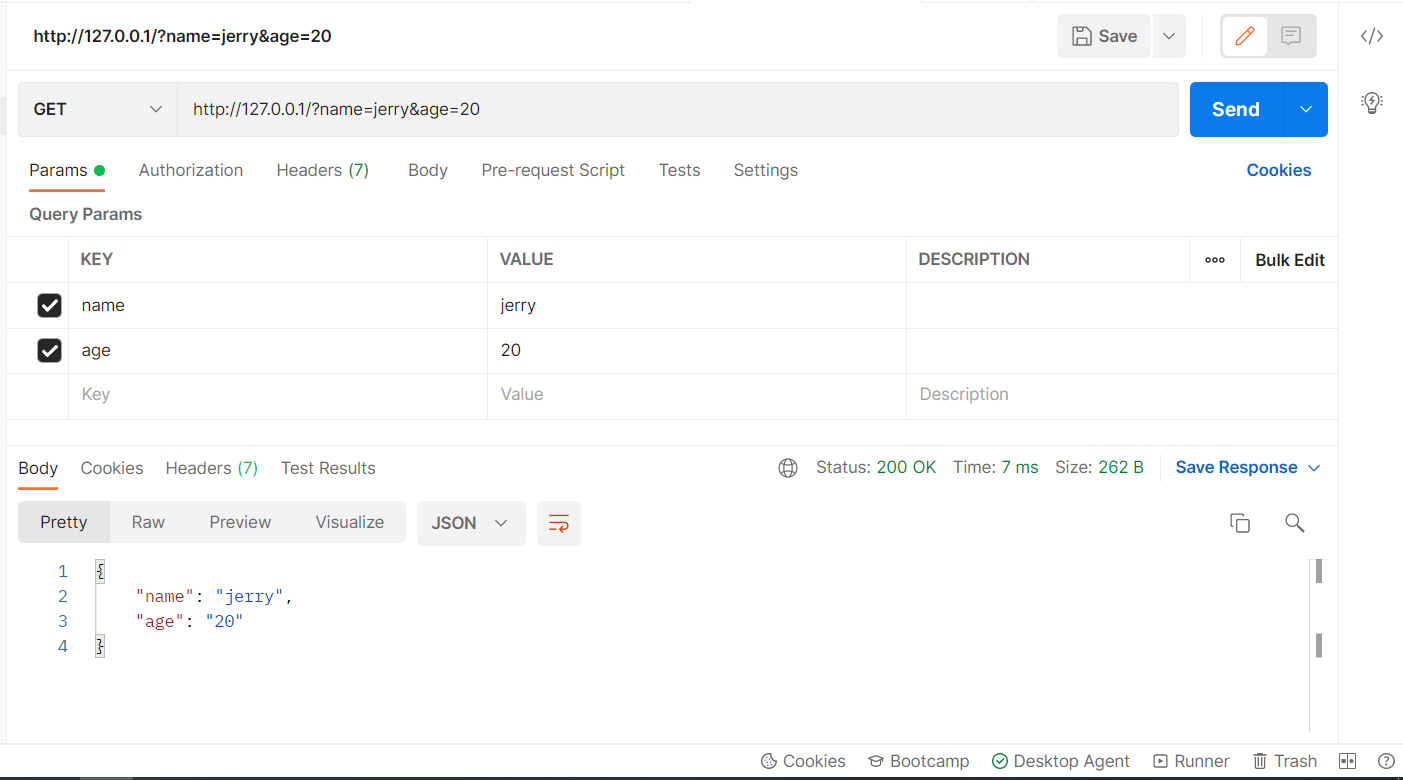 http://127.0.0.1/?name=jerry&age=20
Save
GET http://127.0.0.1/?name=jerry&age=20 Send
Params Authorization Headers (7) Body Pre-request Script Tests Settings Cookies
Query Params
KEY VALUE DESCRIPTION Bulk Edit
name jerry
age 20
Key Value Description
Body Cookies Headers (7) Test Results Status: 200 OK Time: 7 ms Size: 262 B Save Response
Pretty Raw Preview Visualize JSON
1 {
2 "name": "jerry",
3 "age": "20"
4 }
Cookies Bootcamp Desktop Agent Runner Trash